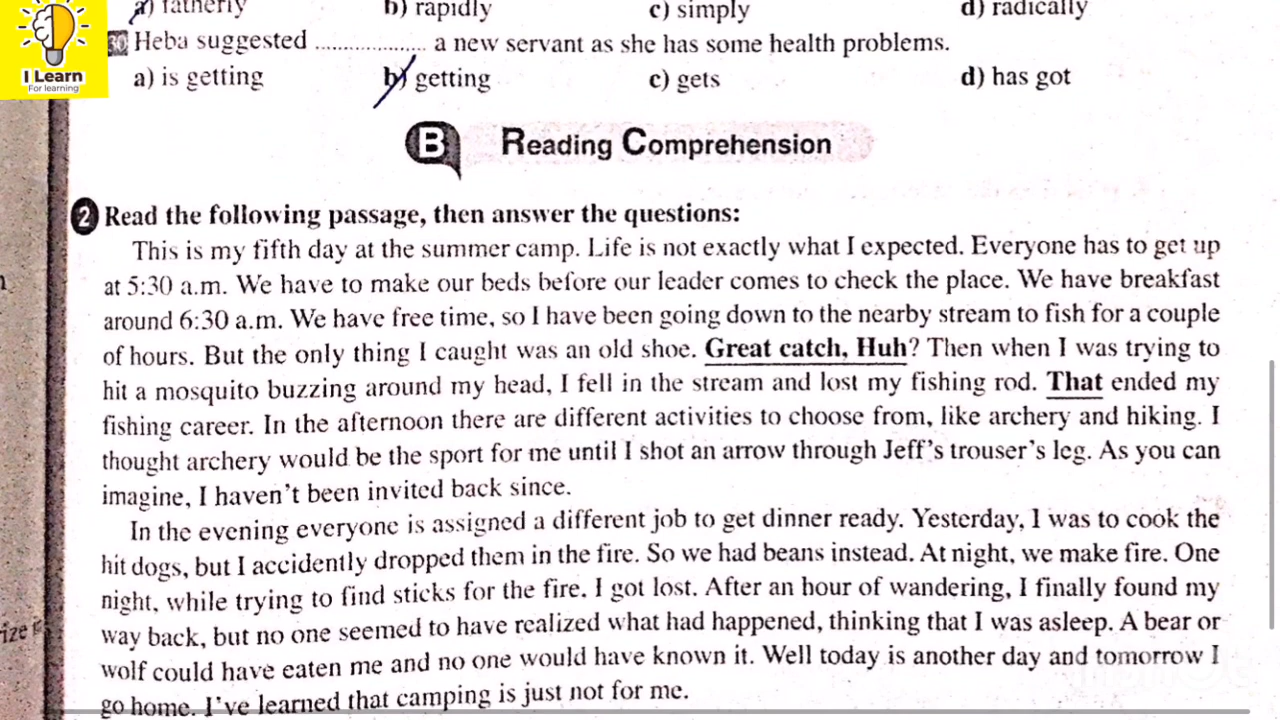 a) fatherly b) rapidly c) simply d) radically
30 Heba suggested .................... a new servant as she has some health problems.
I Learn
For learning
a) is getting b) getting c) gets d) has got
B Reading Comprehension
2 Read the following passage, then answer the questions:
This is my fifth day at the summer camp. Life is not exactly what I expected. Everyone has to get up
at 5:30 a.m. We have to make our beds before our leader comes to check the place. We have breakfast
around 6:30 a.m. We have free time, so I have been going down to the nearby stream to fish for a couple
of hours. But the only thing I caught was an old shoe. Great catch, Huh? Then when I was trying to
hit a mosquito buzzing around my head, I fell in the stream and lost my fishing rod. That ended my
fishing career. In the afternoon there are different activities to choose from, like archery and hiking. I
thought archery would be the sport for me until I shot an arrow through Jeff's trouser's leg. As you can
imagine, I haven't been invited back since.
In the evening everyone is assigned a different job to get dinner ready. Yesterday, I was to cook the
hit dogs, but I accidently dropped them in the fire. So we had beans instead. At night, we make fire. One
night, while trying to find sticks for the fire. I got lost. After an hour of wandering, I finally found my
way back, but no one seemed to have realized what had happened, thinking that I was asleep. A bear or
wolf could have eaten me and no one would have known it. Well today is another day and tomorrow I
go home. I've learned that camping is just not for me.